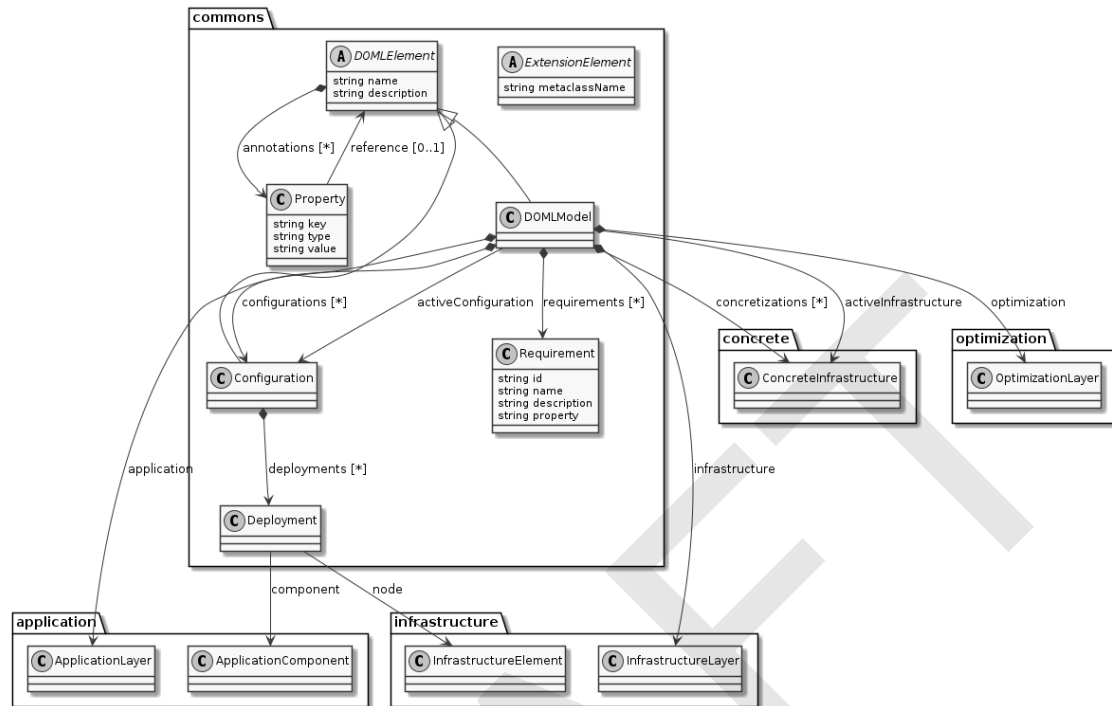 commons
A DOMLElement
string name
string description
A ExtensionElement
string metaclassName
annotations [*]
reference [0..1]
C Property
string key
string type
string value
C DOMLModel
configurations [*]
activeConfiguration
requirements [*]
concretizations [*]
activeInfrastructure
optimization
concrete
optimization
C Configuration
C Requirement
string id
string name
string description
string property
C ConcreteInfrastructure
C OptimizationLayer
application
deployments [*]
infrastructure
C Deployment
component
node
application
infrastructure
C ApplicationLayer
C ApplicationComponent
C InfrastructureElement
C InfrastructureLayer